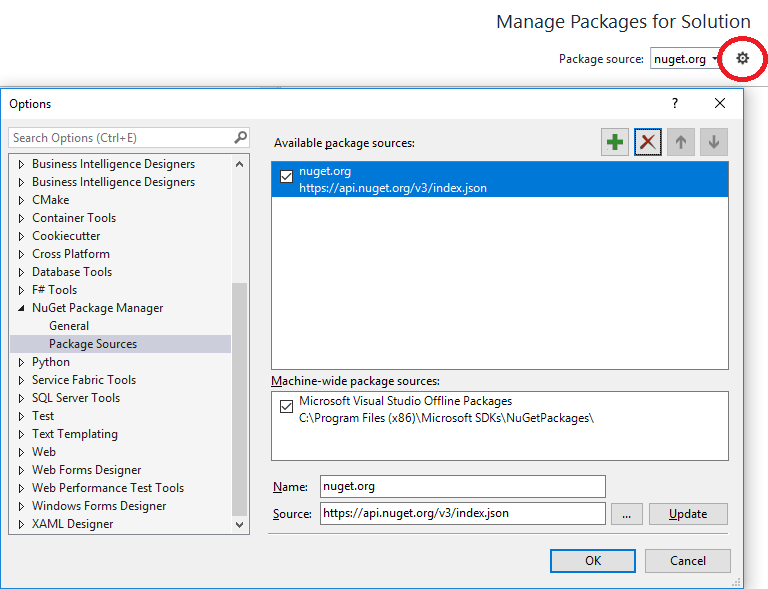 Manage Packages for Solution
Package source: nuget.org
Options
?
Search Options (Ctrl+E)
Business Intelligence Designers
Business Intelligence Designers
CMake
Container Tools
Cookiecutter
Cross Platform
Database Tools
F# Tools
NuGet Package Manager
General
Package Sources
Python
Service Fabric Tools
SQL Server Tools
Test
Text Templating
Web
Web Forms Designer
Web Performance Test Tools
Windows Forms Designer
XAML Designer
Available package sources:
nuget.org
https://api.nuget.org/v3/index.json
Machine-wide package sources:
Microsoft Visual Studio Offline Packages
C:\Program Files (x86)\Microsoft SDKs\NuGetPackages\
Name: nuget.org
Source: https://api.nuget.org/v3/index.json ... Update
OK Cancel